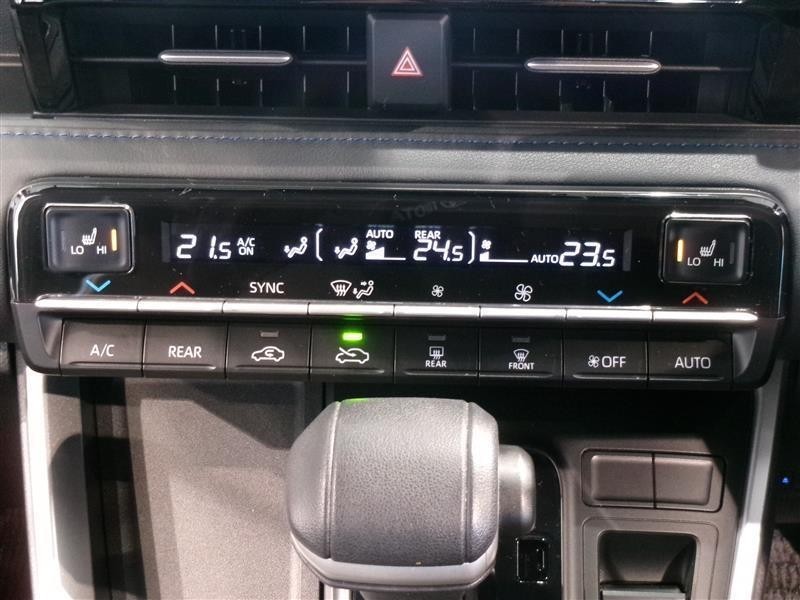 AUTO REAR
21.5 A/C ON 24.5 AUTO 23.5
LO HI
LO HI
SYNC
A/C REAR REAR FRONT OFF AUTO